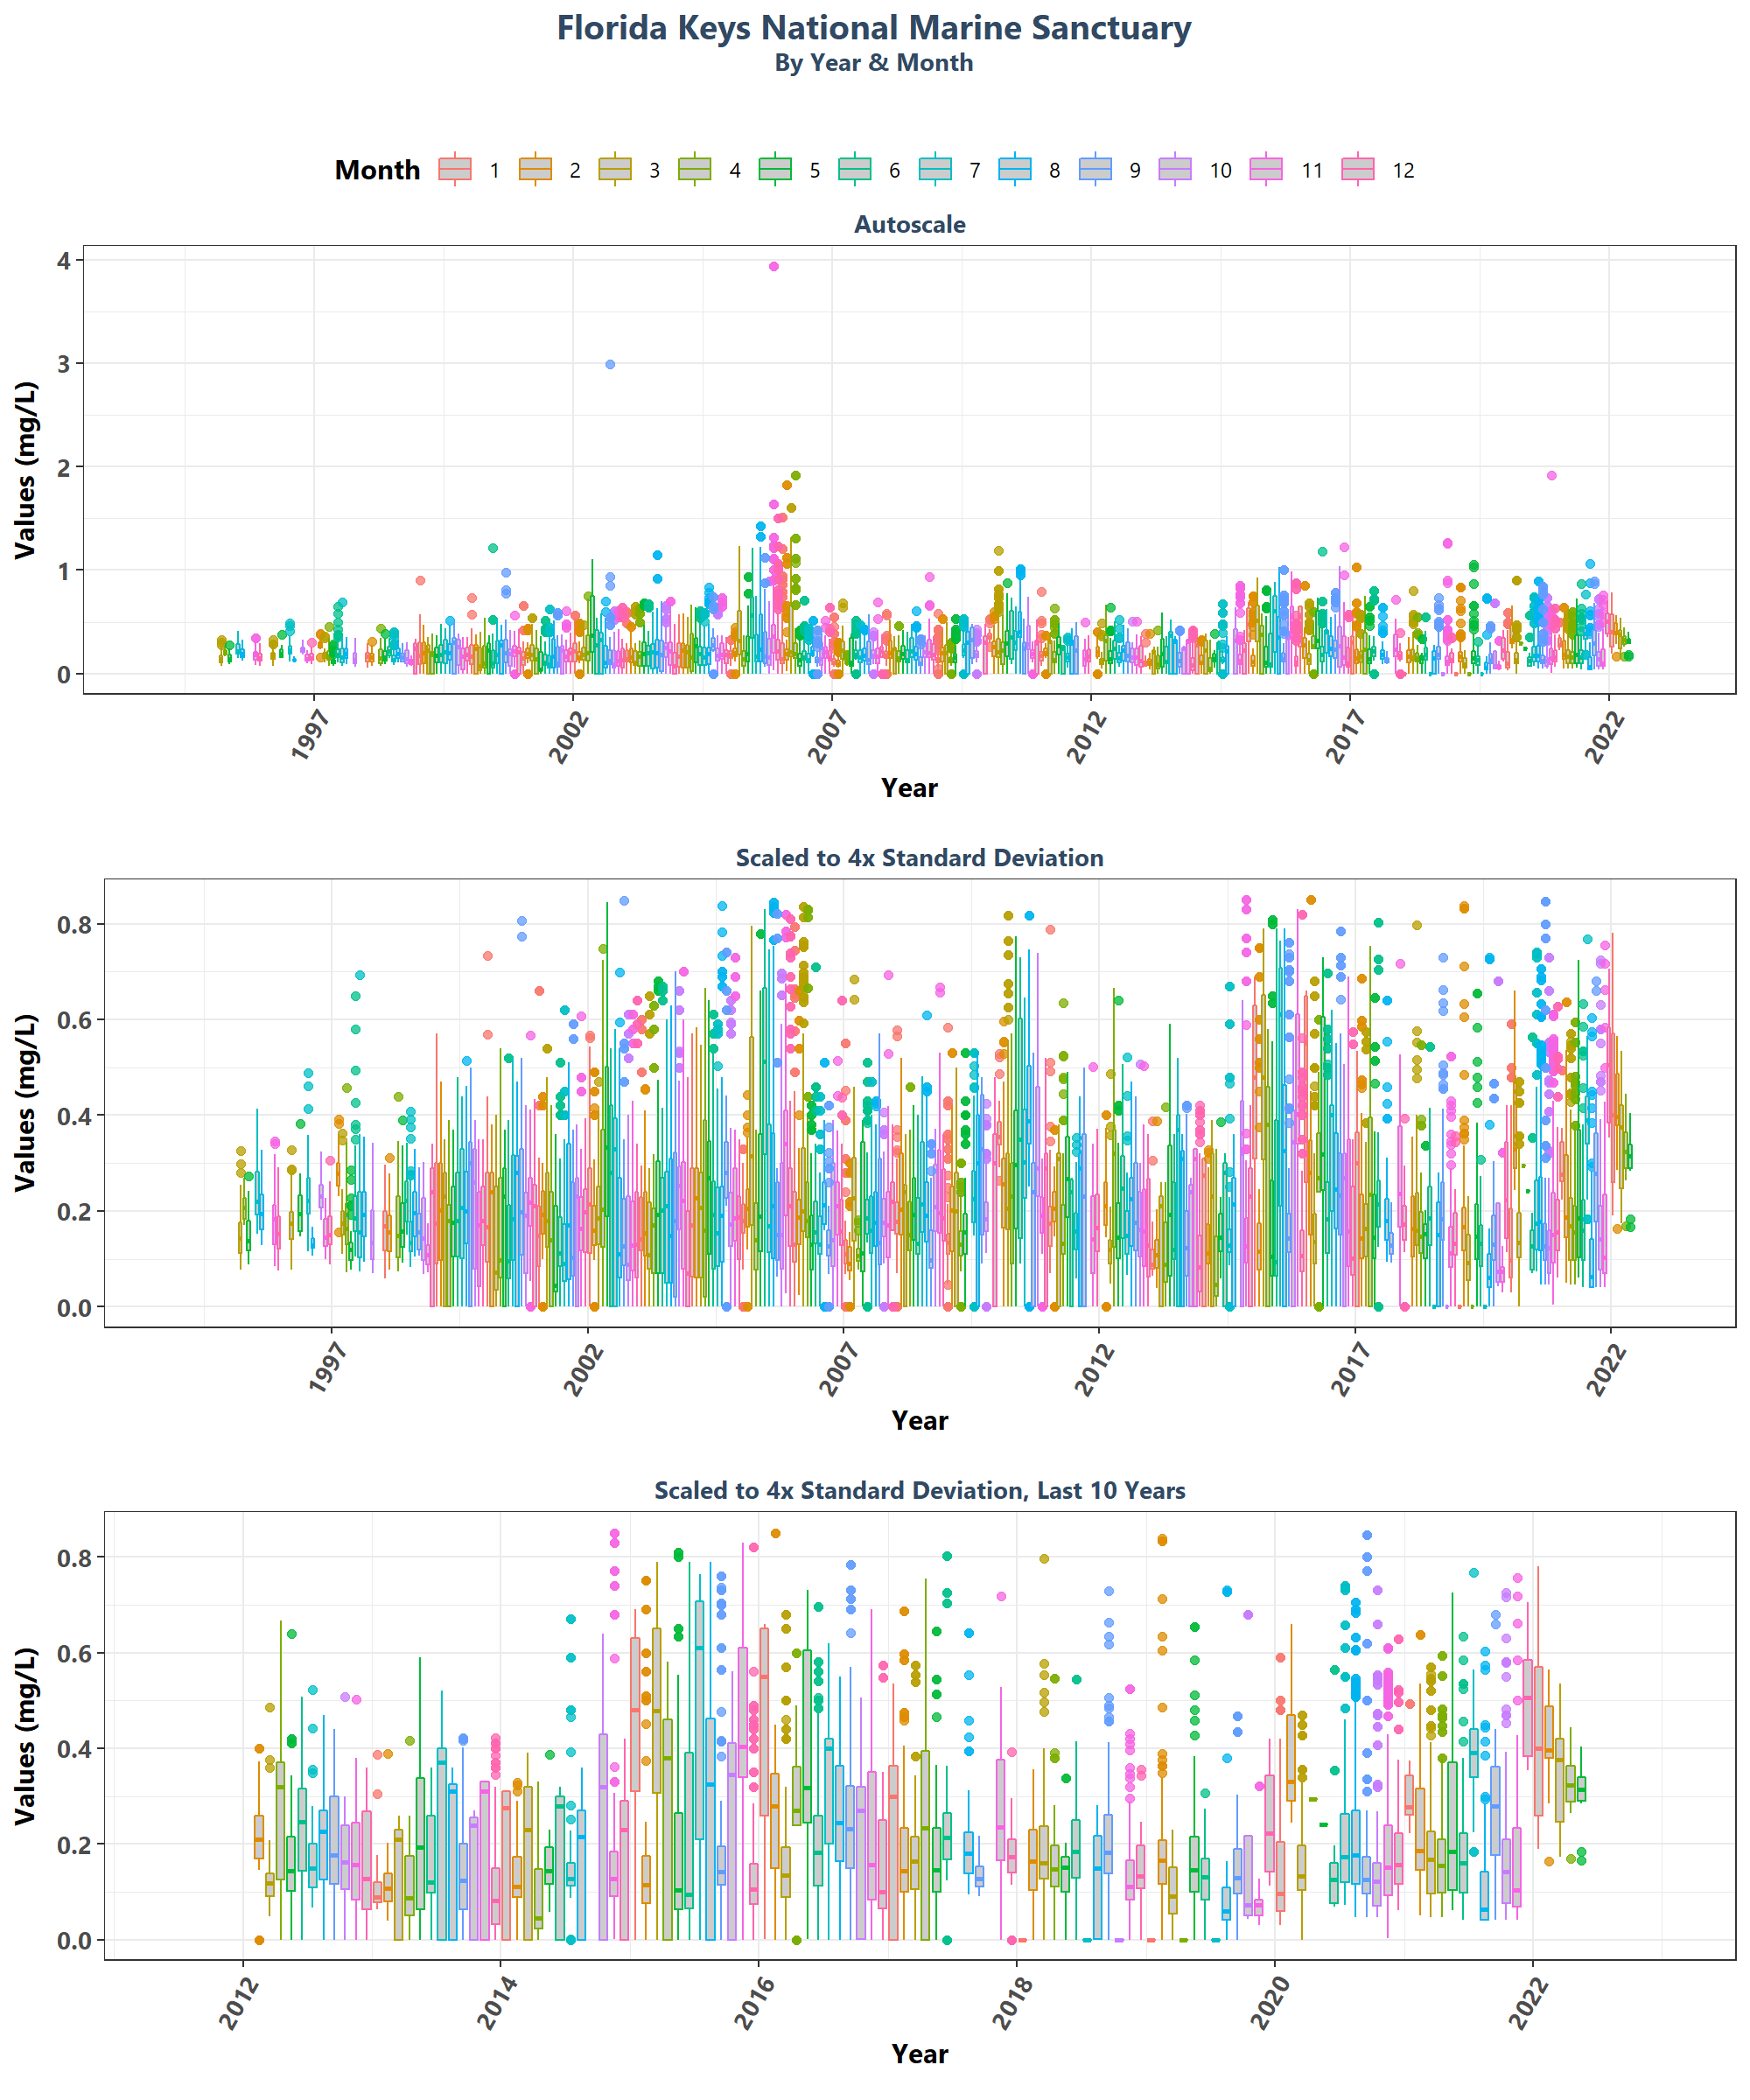 Florida Keys National Marine Sanctuary
By Year & Month
Month 1 2 3 4 5 6 7 8 9 10 11 12
Autoscale
Values (mg/L)
4
3
2
1
0
1997 2002 2007 2012 2017 2022
Year
Scaled to 4x Standard Deviation
Values (mg/L)
0.8
0.6
0.4
0.2
0.0
1997 2002 2007 2012 2017 2022
Year
Scaled to 4x Standard Deviation, Last 10 Years
Values (mg/L)
0.8
0.6
0.4
0.2
0.0
2012 2014 2016 2018 2020 2022
Year